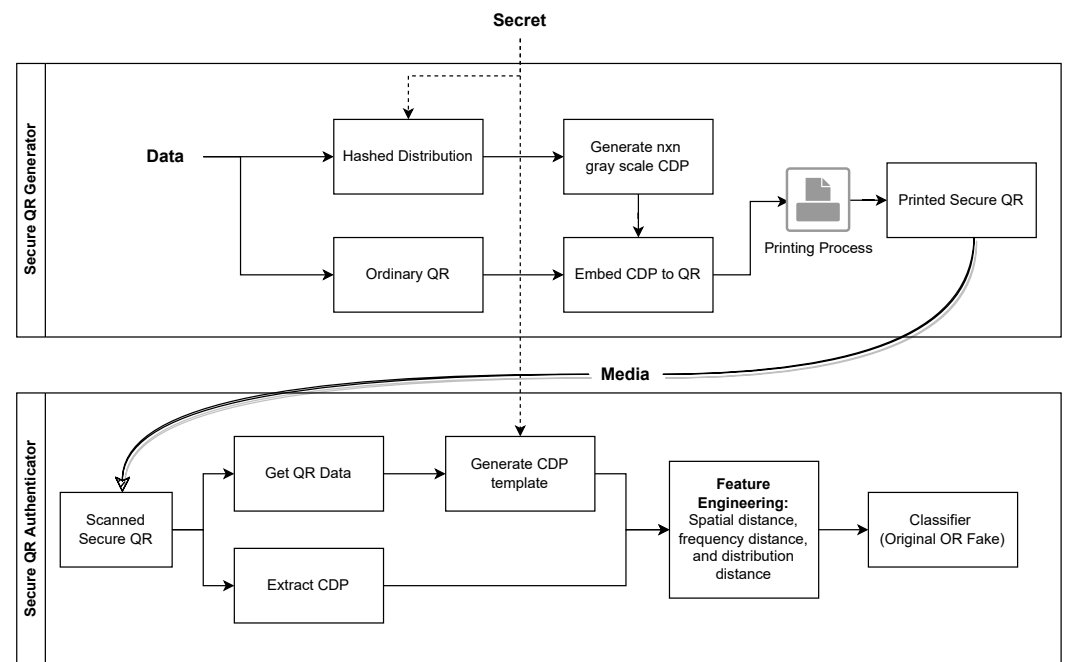 Secret
Secure QR Generator
Data
Hashed Distribution
Generate nxn
gray scale CDP
Ordinary QR
Embed CDP to QR
Printing Process
Printed Secure QR
Media
Secure QR Authenticator
Scanned
Secure QR
Get QR Data
Extract CDP
Generate CDP
template
Feature
Engineering:
Spatial distance,
frequency distance,
and distribution
distance
Classifier
(Original OR Fake)